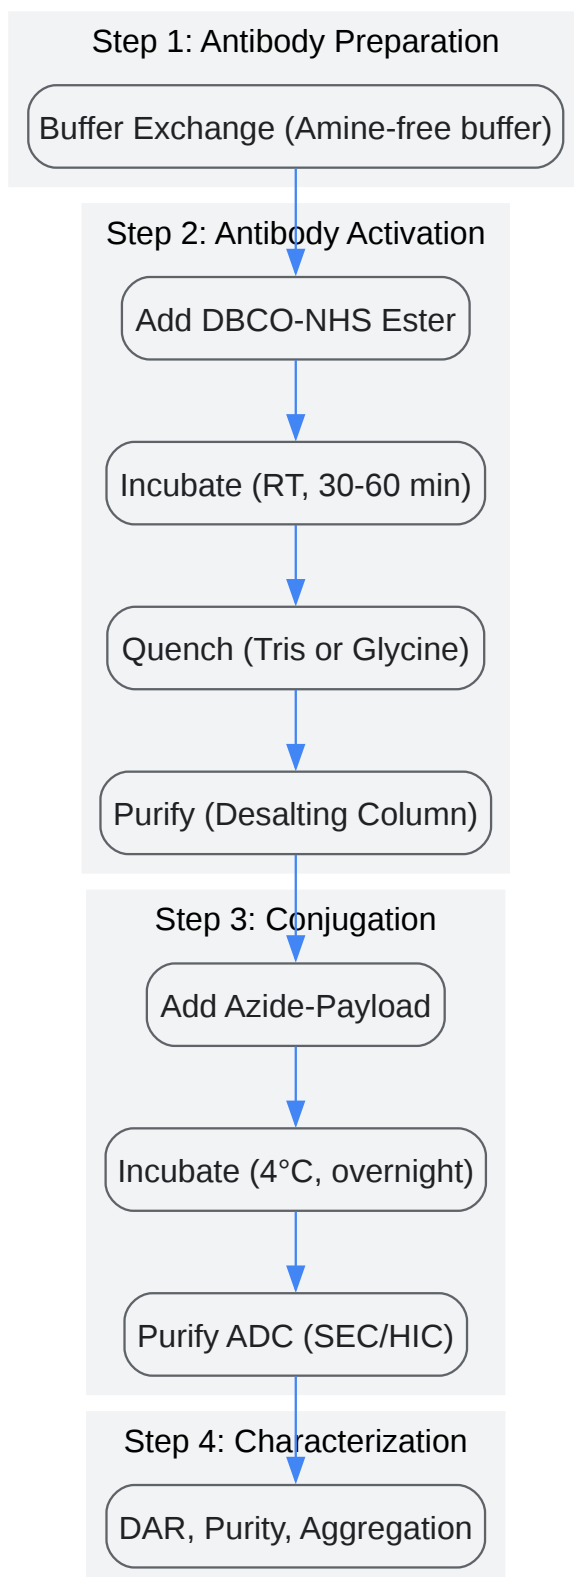 Step 1: Antibody Preparation
Buffer Exchange (Amine-free buffer)
Step 2: Antibody Activation
Add DBCO-NHS Ester
Incubate (RT, 30-60 min)
Quench (Tris or Glycine)
Purify (Desalting Column)
Step 3: Conjugation
Add Azide-Payload
Incubate (4°C, overnight)
Purify ADC (SEC/HIC)
Step 4: Characterization
DAR, Purity, Aggregation